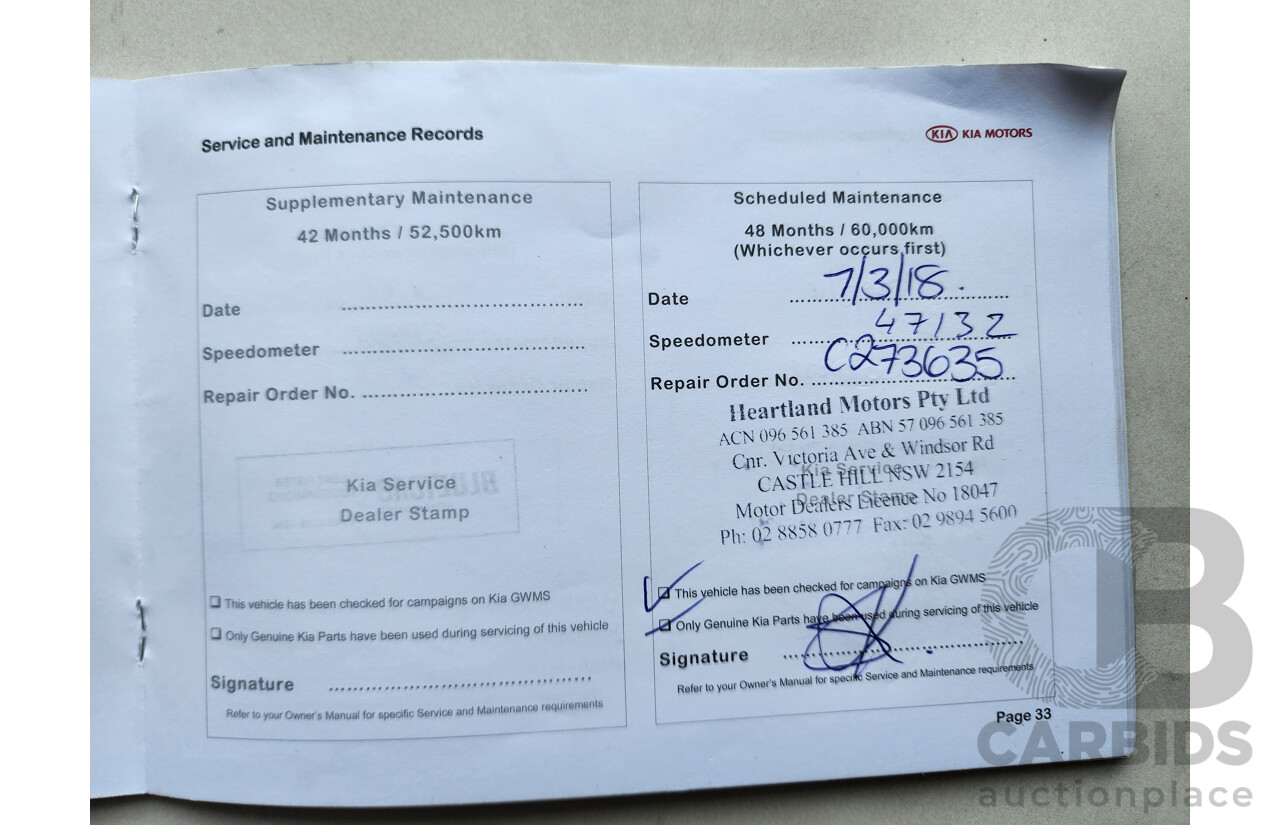 Service and Maintenance Records
KIA KIA MOTORS
Supplementary Maintenance
42 Months / 52,500km
Date ........................................
Speedometer ........................................
Repair Order No. .....................................
Kia Service
Dealer Stamp
❏ This vehicle has been checked for campaigns on Kia GWMS
❏ Only Genuine Kia Parts have been used during servicing of this vehicle
Signature ............................................
Refer to your Owner's Manual for specific Service and Maintenance requirements
Scheduled Maintenance
48 Months / 60,000km
(Whichever occurs first)
Date 7/3/18.
Speedometer 47132
Repair Order No. C273635
Heartland Motors Pty Ltd
ACN 096 561 385 ABN 57 096 561 385
Cnr. Victoria Ave & Windsor Rd
Kia Service
CASTLE HILL NSW 2154
Dealer Stamp
Motor Dealers Licence No 18047
Ph: 02 8858 0777 Fax: 02 9894 5600
❏ This vehicle has been checked for campaigns on Kia GWMS
❏ Only Genuine Kia Parts have been used during servicing of this vehicle
Signature ............................................
Refer to your Owner's Manual for specific Service and Maintenance requirements
Page 33
CARBIDS
auctionplace